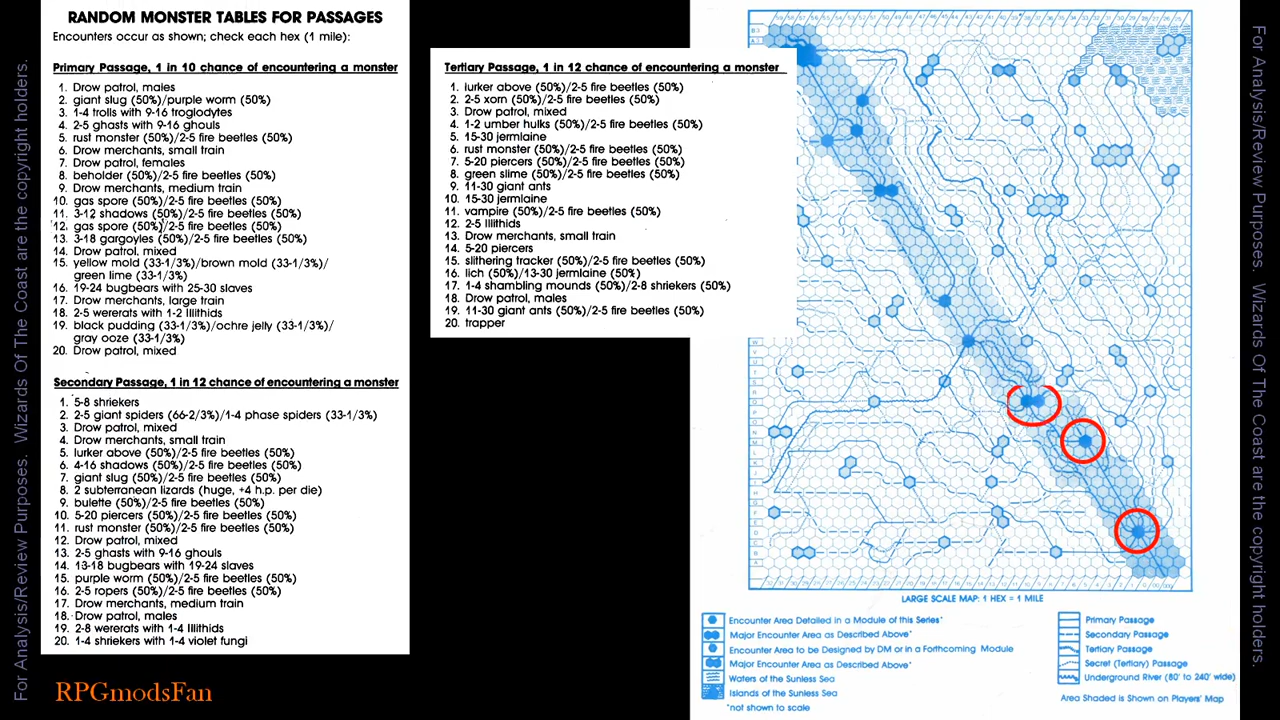 RANDOM MONSTER TABLES FOR PASSAGES
Encounters occur as shown; check each hex (1 mile):
Primary Passage, 1 in 10 chance of encountering a monster
1. Drow patrol, males
2. giant slug (50%)/purple worm (50%)
3. 1-4 trolls with 9-16 troglodytes
4. 2-5 ghasts with 9-16 ghouls
5. rust monster (50%)/2-5 fire beetles (50%)
6. Drow merchants, small train
7. Drow patrol, females
8. beholder (50%)/2-5 fire beetles (50%)
9. Drow merchants, medium train
10. gas spore (50%)/2-5 fire beetles (50%)
11. 3-12 shadows (50%)/2-5 fire beetles (50%)
12. gas spore (50%)/2-5 fire beetles (50%)
13. 3-18 gargoyles (50%)/2-5 fire beetles (50%)
14. Drow patrol, mixed
15. yellow mold (33-1/3%)/brown mold (33-1/3%)/
green lime (33-1/3%)
16. 19-24 bugbears with 25-30 slaves
17. Drow merchants, large train
18. 2-5 wererats with 1-2 Illithids
19. black pudding (33-1/3%)/ochre jelly (33-1/3%)/
gray ooze (33-1/3%)
20. Drow patrol, mixed
Secondary Passage, 1 in 12 chance of encountering a monster
1. 5-8 shriekers
2. 2-5 giant spiders (66-2/3%)/1-4 phase spiders (33-1/3%)
3. Drow patrol, mixed
4. Drow merchants, small train
5. lurker above (50%)/2-5 fire beetles (50%)
6. 4-16 shadows (50%)/2-5 fire beetles (50%)
7. giant slug (50%)/2-5 fire beetles (50%)
8. 2 subterranean lizards (huge, +4 h.p. per die)
9. bulette (50%)/2-5 fire beetles (50%)
10. 5-20 piercers (50%)/2-5 fire beetles (50%)
11. rust monster (50%)/2-5 fire beetles (50%)
12. Drow patrol, mixed
13. 2-5 ghasts with 9-16 ghouls
14. 13-18 bugbears with 19-24 slaves
15. purple worm (50%)/2-5 fire beetles (50%)
16. 2-5 ropers (50%)/2-5 fire beetles (50%)
17. Drow merchants, medium train
18. Drow patrol, males
19. 2-8 wererats with 1-4 Illithids
20. 1-4 shriekers with 1-4 violet fungi
Tertiary Passage, 1 in 12 chance of encountering a monster
1. lurker above (50%)/2-5 fire beetles (50%)
2. 2-5 xorn (50%)/2-5 fire beetles (50%)
3. Drow patrol, mixed
4. 1-2 umber hulks (50%)/2-5 fire beetles (50%)
5. 15-30 jermlaine
6. rust monster (50%)/2-5 fire beetles (50%)
7. 5-20 piercers (50%)/2-5 fire beetles (50%)
8. green slime (50%)/2-5 fire beetles (50%)
9. 11-30 giant ants
10. 15-30 jermlaine
11. vampire (50%)/2-5 fire beetles (50%)
12. 2-5 Illithids
13. Drow merchants, small train
14. 5-20 piercers
15. slithering tracker (50%)/2-5 fire beetles (50%)
16. lich (50%)/13-30 jermlaine (50%)
17. 1-4 shambling mounds (50%)/2-8 shriekers (50%)
18. Drow patrol, males
19. 11-30 giant ants (50%)/2-5 fire beetles (50%)
20. trapper
LARGE SCALE MAP: 1 HEX = 1 MILE
Encounter Area Detailed in a Module of this Series*
Major Encounter Area as Described Above*
Encounter Area to be Designed by DM or in a Forthcoming Module
Major Encounter Area as Described Above*
Waters of the Sunless Sea
Islands of the Sunless Sea
*not shown to scale
Primary Passage
Secondary Passage
Tertiary Passage
Secret (Tertiary) Passage
Underground River (80' to 240' wide)
Area Shaded is Shown on Players' Map
RPGmodsFan
For Analysis/Review Purposes. Wizards Of The Coast are the copyright holders.
For Analysis/Review Purposes. Wizards Of The Coast are the copyright holders.